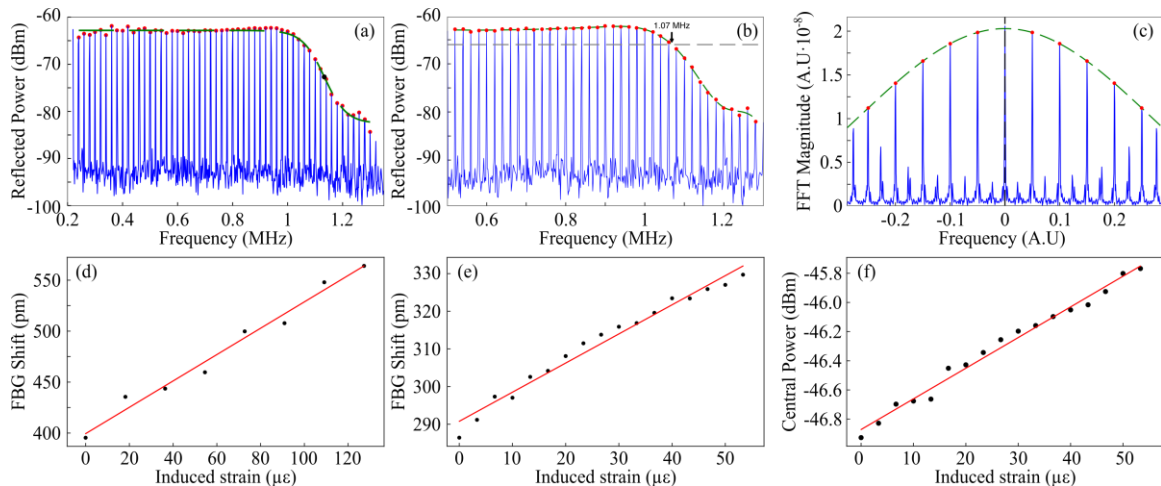 -60
-70
-80
-90
-100
Reflected Power (dBm)
(a)
0.2 0.4 0.6 0.8 1 1.2
Frequency (MHz)
-60
-70
-80
-90
-100
Reflected Power (dBm)
1.07 MHz
(b)
0.6 0.8 1 1.2
Frequency (MHz)
2
1.5
1
0.5
0
FFT Magnitude (A.U·10⁻⁸)
(c)
-0.2 -0.1 0 0.1 0.2
Frequency (A.U)
(d)
550
500
450
400
FBG Shift (pm)
0 20 40 60 80 100 120
Induced strain (με)
(e)
330
320
310
300
290
FBG Shift (pm)
0 10 20 30 40 50
Induced strain (με)
(f)
-45.8
-46.0
-46.2
-46.4
-46.6
-46.8
Central Power (dBm)
0 10 20 30 40 50
Induced strain (με)